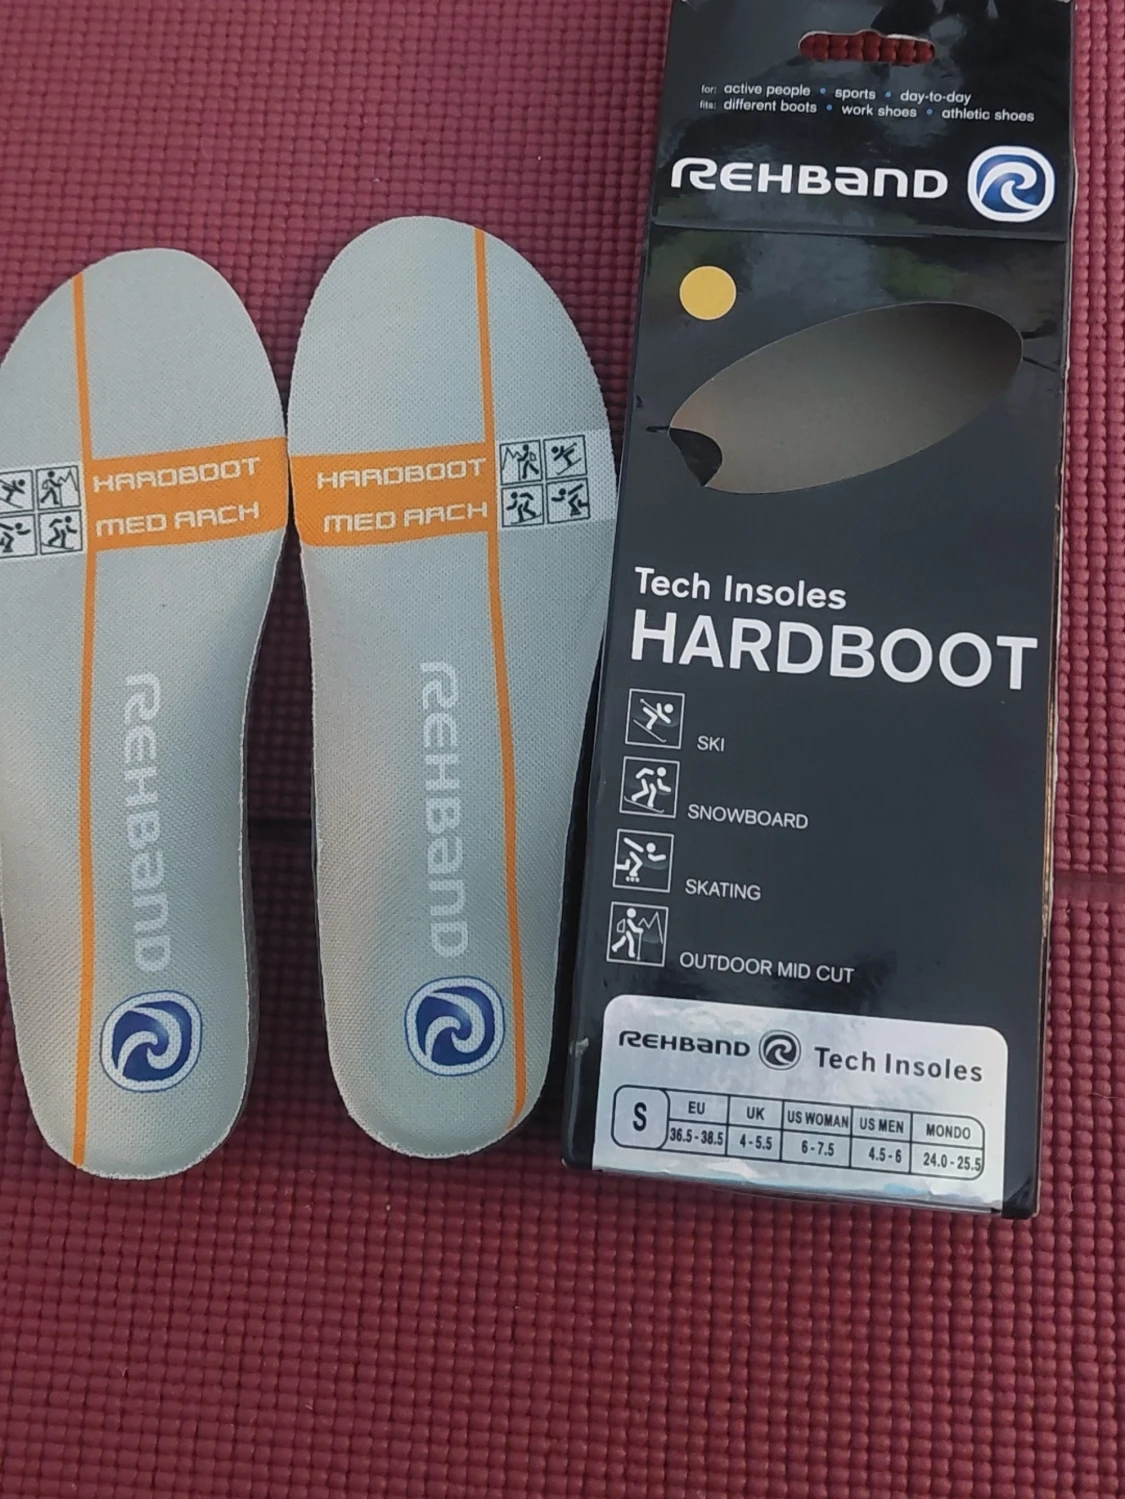 for: active people • sports • day-to-day
fits: different boots • work shoes • athletic shoes
REHBAND
HARDBOOT
MED ARCH
REHBAND
HARDBOOT
MED ARCH
REHBAND
Tech Insoles
HARDBOOT
SKI
SNOWBOARD
SKATING
OUTDOOR MID CUT
REHBAND Tech Insoles
S EU UK US WOMAN US MEN MONDO
36.5-38.5 4-5.5 6-7.5 4.5-6 24.0-25.5